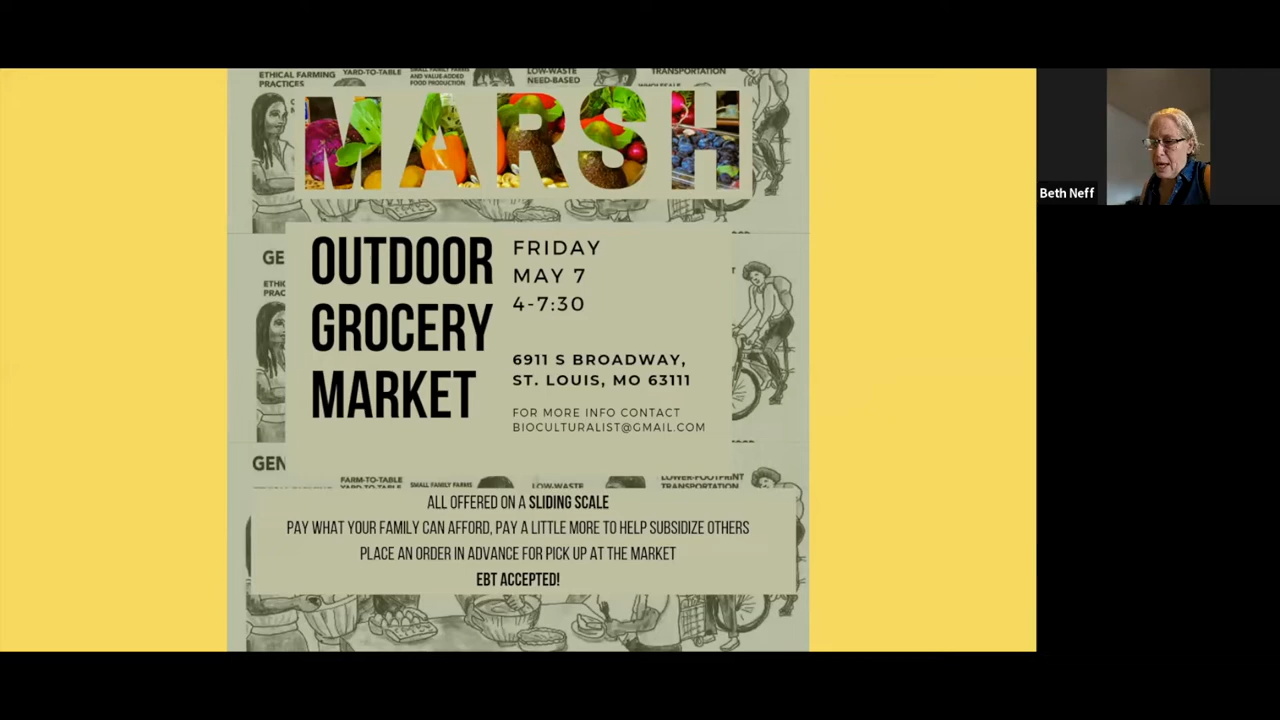 ETHICAL FARMING
PRACTICES
YARD-TO-TABLE
SMALL FAMILY FARMS
AND VALUE-ADDED
FOOD PRODUCTION
LOW-WASTE
NEED-BASED
TRANSPORTATION
MARSH
OUTDOOR
GROCERY
MARKET
FRIDAY
MAY 7
4-7:30
6911 S BROADWAY,
ST. LOUIS, MO 63111
FOR MORE INFO CONTACT
BIOCULTURALIST@GMAIL.COM
FARM-TO-TABLE
YARD-TO-TABLE
SMALL FAMILY FARMS
LOW-WASTE
LOWER-FOOTPRINT
TRANSPORTATION
ALL OFFERED ON A SLIDING SCALE
PAY WHAT YOUR FAMILY CAN AFFORD, PAY A LITTLE MORE TO HELP SUBSIDIZE OTHERS
PLACE AN ORDER IN ADVANCE FOR PICK UP AT THE MARKET
EBT ACCEPTED!
Beth Neff